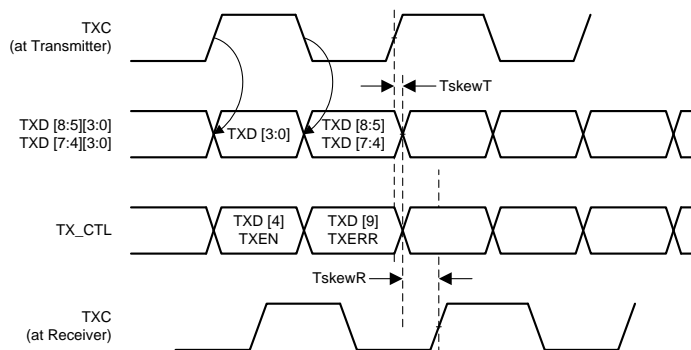 TXC
(at Transmitter)
TskewT
TXD [8:5][3:0]
TXD [7:4][3:0]
TXD [3:0]
TXD [8:5]
TXD [7:4]
TX_CTL
TXD [4]
TXEN
TXD [9]
TXERR
TskewR
TXC
(at Receiver)